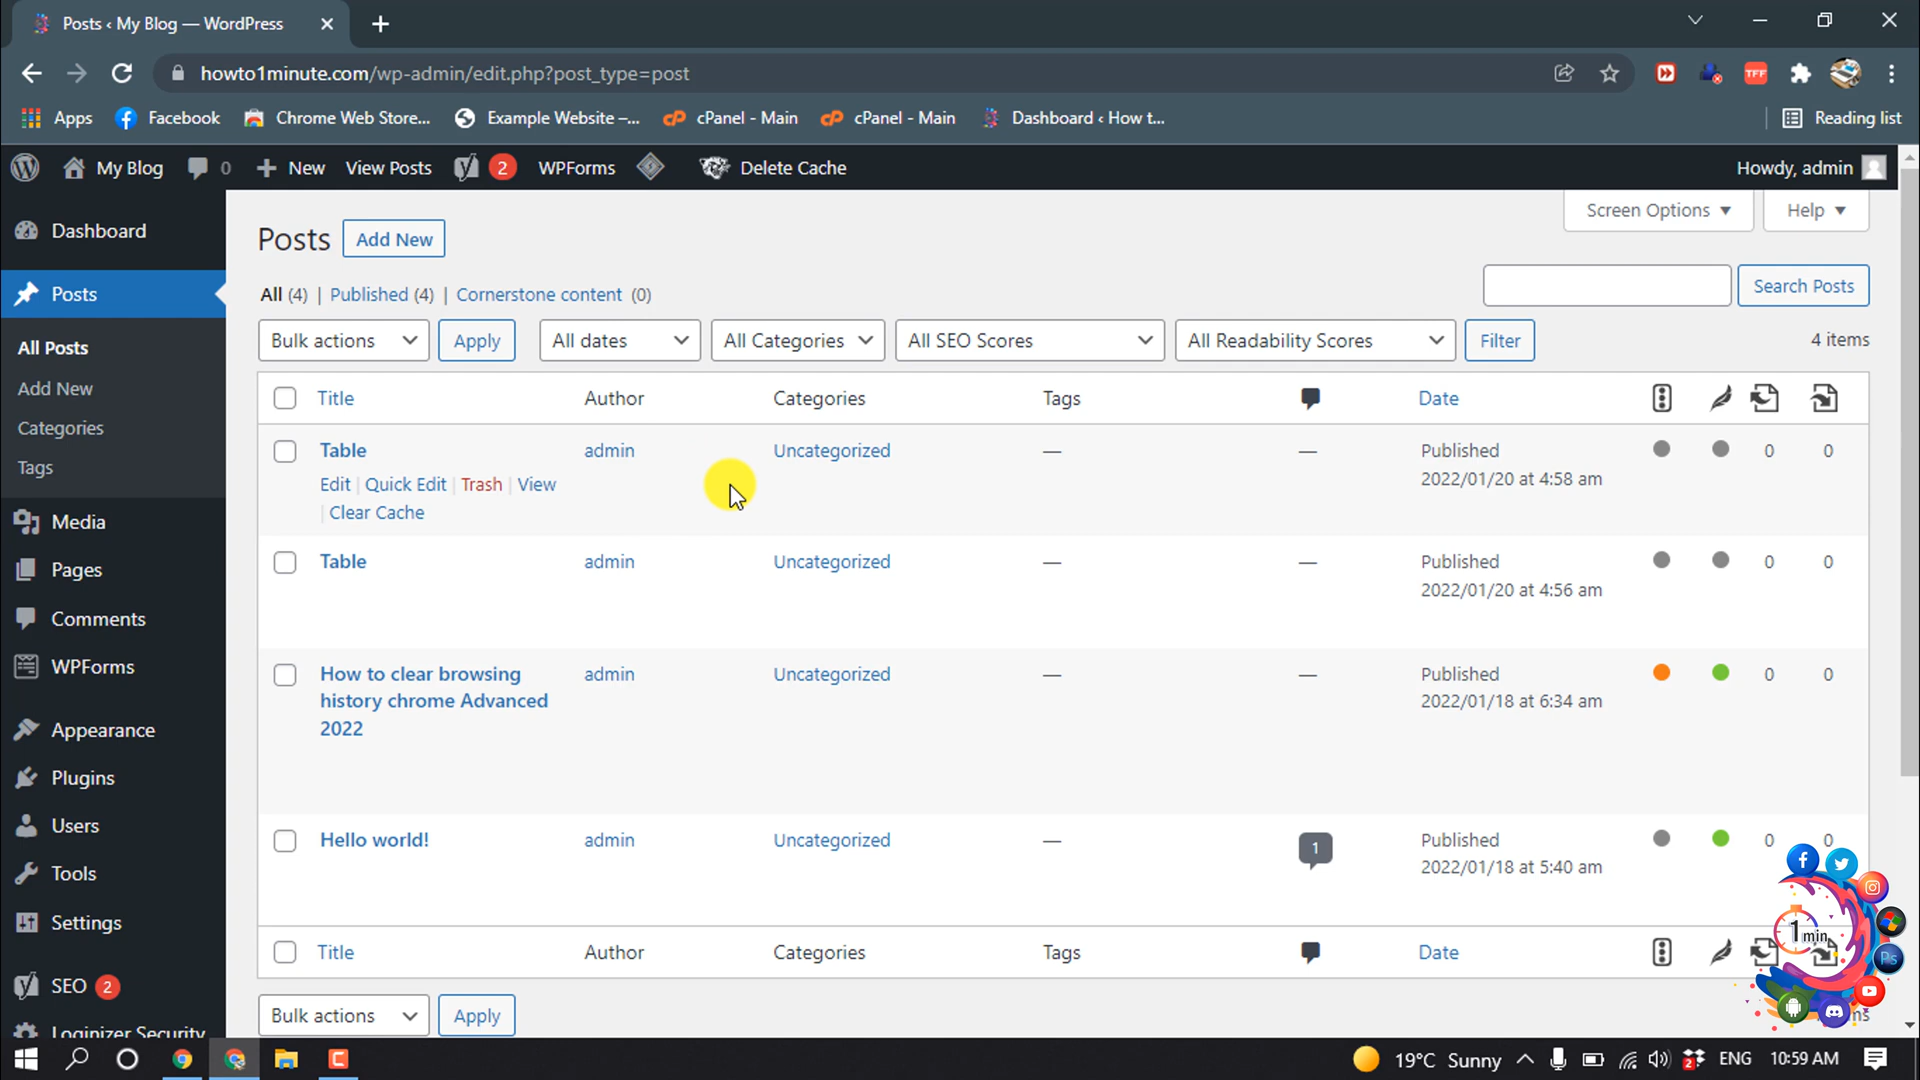 Posts ‹ My Blog — WordPress
howto1minute.com/wp-admin/edit.php?post_type=post
Apps Facebook Chrome Web Store... Example Website –... cPanel - Main cPanel - Main Dashboard ‹ How t... Reading list
My Blog 0 New View Posts 2 WPForms Delete Cache Howdy, admin
Screen Options Help
Dashboard
Posts
All Posts
Add New
Categories
Tags
Media
Pages
Comments
WPForms
Appearance
Plugins
Users
Tools
Settings
SEO 2
Loginizer Security
Posts Add New
All (4) | Published (4) | Cornerstone content (0)
Search Posts
Bulk actions Apply All dates All Categories All SEO Scores All Readability Scores Filter 4 items
Title Author Categories Tags Date
Table admin Uncategorized — — Published 0 0
2022/01/20 at 4:58 am
Edit | Quick Edit | Trash | View
| Clear Cache
Table admin Uncategorized — — Published 0 0
2022/01/20 at 4:56 am
How to clear browsing admin Uncategorized — — Published 0 0
history chrome Advanced 2022/01/18 at 6:34 am
2022
Hello world! admin Uncategorized — 1 Published 0 0
2022/01/18 at 5:40 am
Title Author Categories Tags Date
Bulk actions Apply
1 min
Ps
TFF
19°C Sunny 2 ENG 10:59 AM